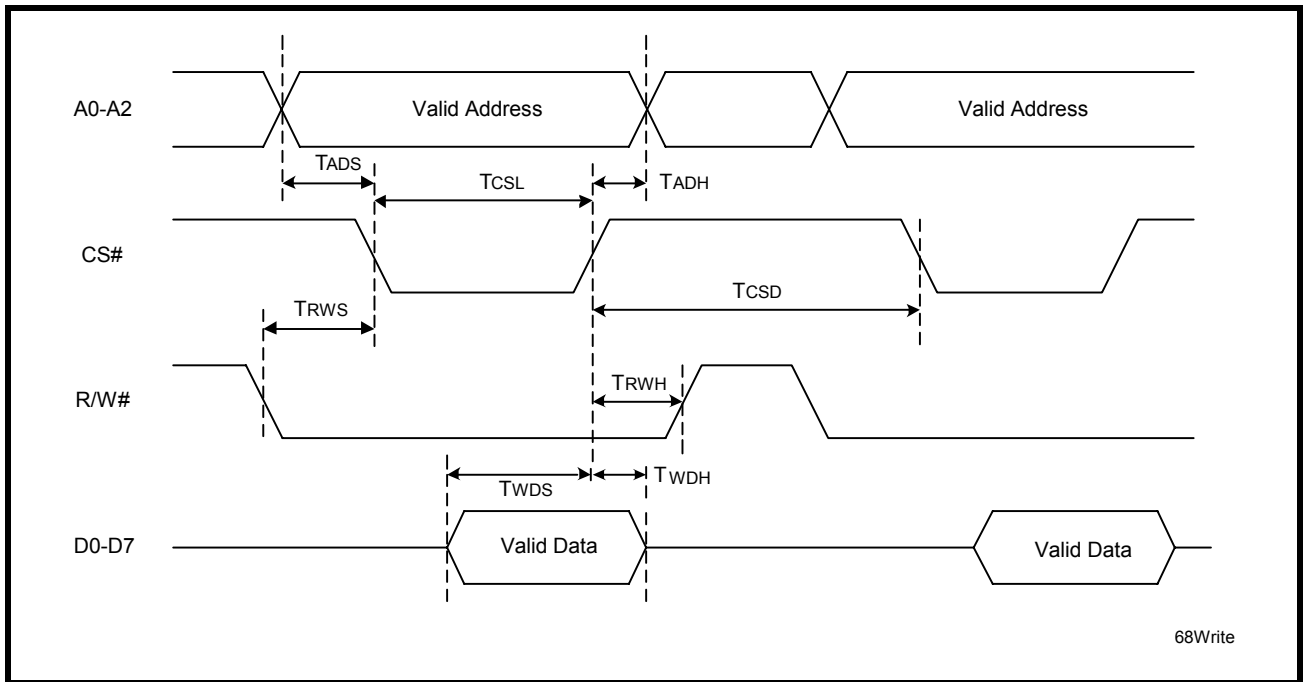 A0-A2
Valid Address
Valid Address
TADS
TCSL
TADH
CS#
TCSD
TRWS
R/W#
TRWH
TWDS
TWDH
D0-D7
Valid Data
Valid Data
68Write